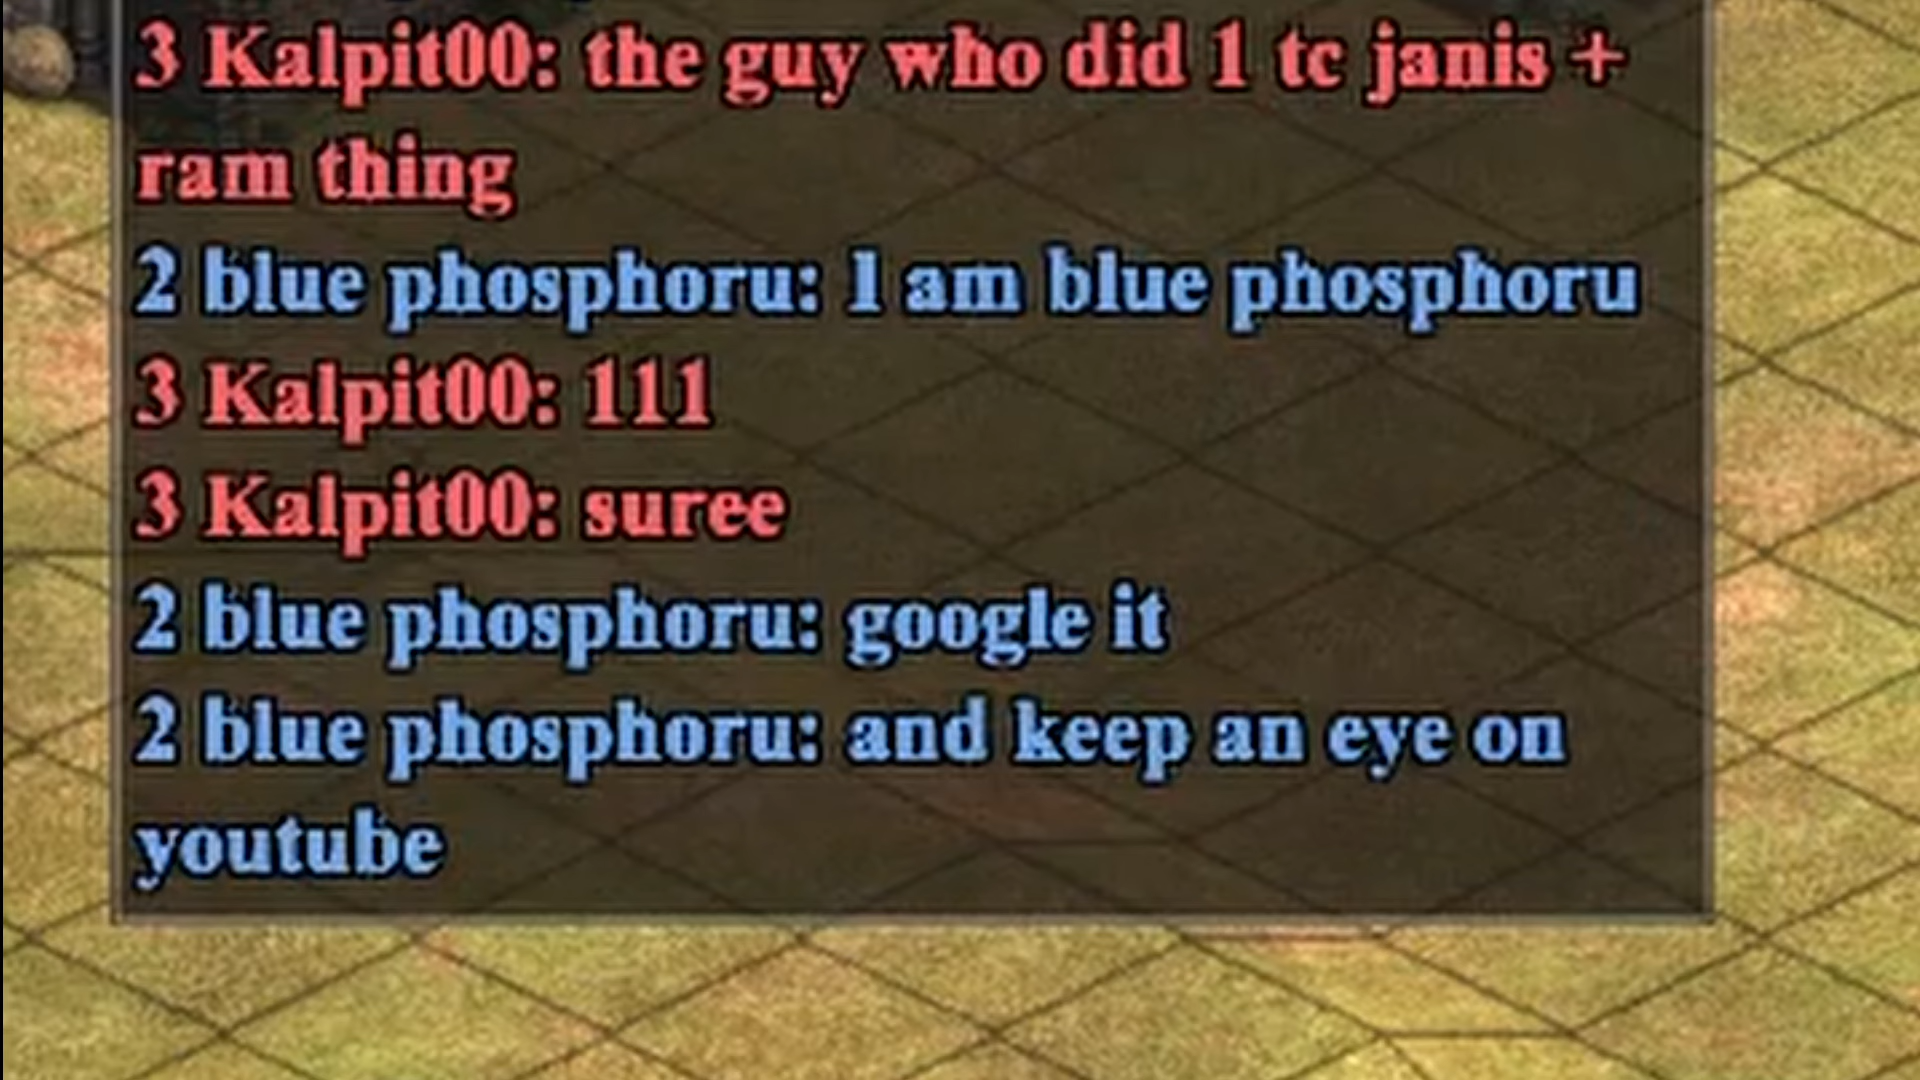 3 Kalpit00: the guy who did 1 tc janis +
ram thing
2 blue phosphoru: I am blue phosphoru
3 Kalpit00: 111
3 Kalpit00: suree
2 blue phosphoru: google it
2 blue phosphoru: and keep an eye on
youtube